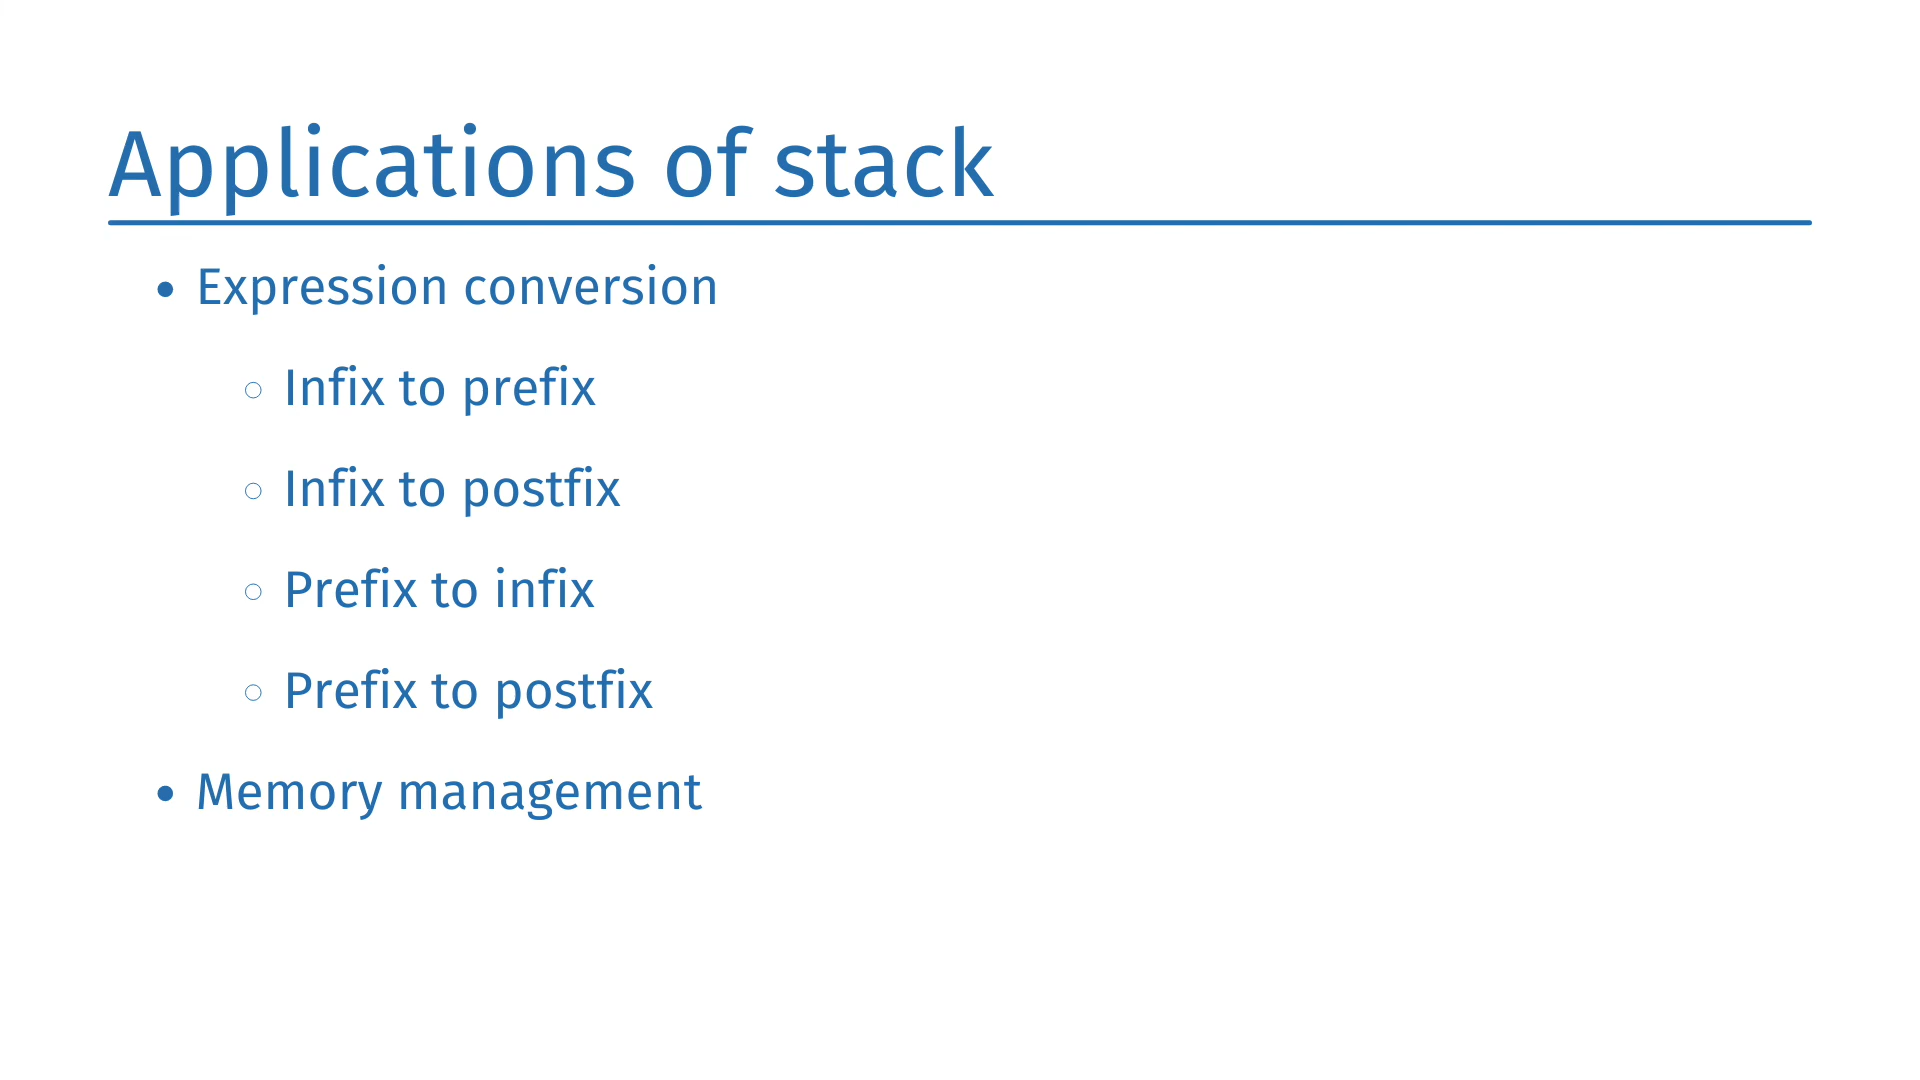 Applications of stack
• Expression conversion
○ Infix to prefix
○ Infix to postfix
○ Prefix to infix
○ Prefix to postfix
• Memory management